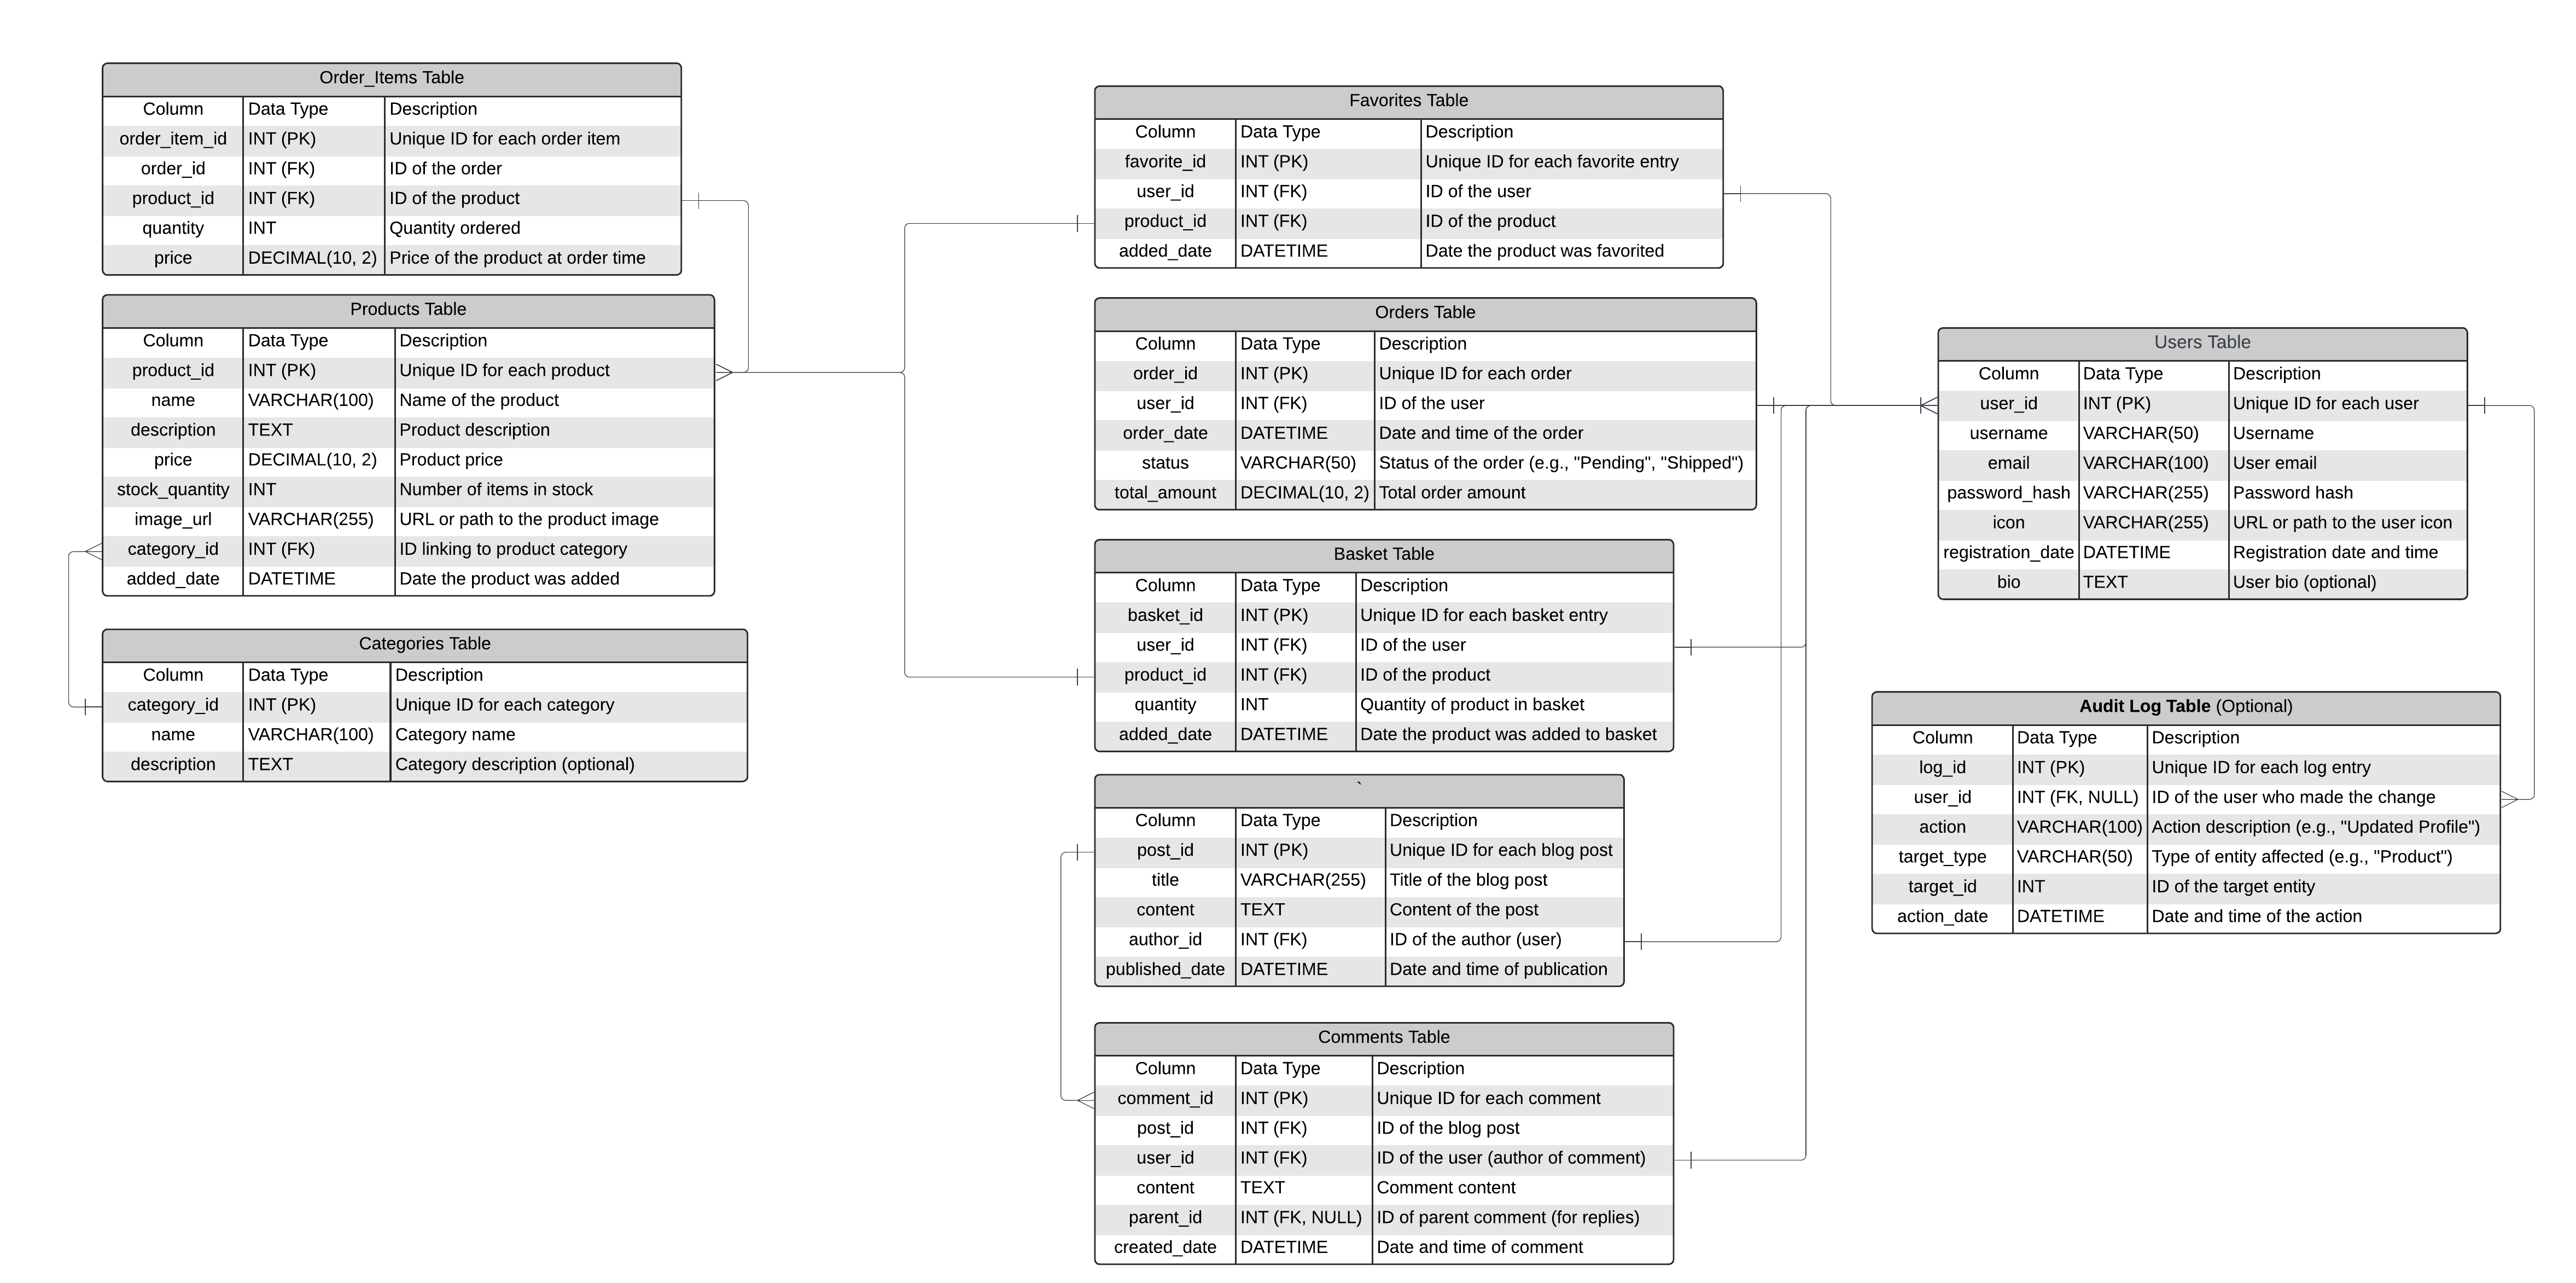 Order_Items Table
Column Data Type Description
order_item_id INT (PK) Unique ID for each order item
order_id INT (FK) ID of the order
product_id INT (FK) ID of the product
quantity INT Quantity ordered
price DECIMAL(10, 2) Price of the product at order time
Products Table
Column Data Type Description
product_id INT (PK) Unique ID for each product
name VARCHAR(100) Name of the product
description TEXT Product description
price DECIMAL(10, 2) Product price
stock_quantity INT Number of items in stock
image_url VARCHAR(255) URL or path to the product image
category_id INT (FK) ID linking to product category
added_date DATETIME Date the product was added
Categories Table
Column Data Type Description
category_id INT (PK) Unique ID for each category
name VARCHAR(100) Category name
description TEXT Category description (optional)
Favorites Table
Column Data Type Description
favorite_id INT (PK) Unique ID for each favorite entry
user_id INT (FK) ID of the user
product_id INT (FK) ID of the product
added_date DATETIME Date the product was favorited
Orders Table
Column Data Type Description
order_id INT (PK) Unique ID for each order
user_id INT (FK) ID of the user
order_date DATETIME Date and time of the order
status VARCHAR(50) Status of the order (e.g., "Pending", "Shipped")
total_amount DECIMAL(10, 2) Total order amount
Basket Table
Column Data Type Description
basket_id INT (PK) Unique ID for each basket entry
user_id INT (FK) ID of the user
product_id INT (FK) ID of the product
quantity INT Quantity of product in basket
added_date DATETIME Date the product was added to basket
`
Column Data Type Description
post_id INT (PK) Unique ID for each blog post
title VARCHAR(255) Title of the blog post
content TEXT Content of the post
author_id INT (FK) ID of the author (user)
published_date DATETIME Date and time of publication
Comments Table
Column Data Type Description
comment_id INT (PK) Unique ID for each comment
post_id INT (FK) ID of the blog post
user_id INT (FK) ID of the user (author of comment)
content TEXT Comment content
parent_id INT (FK, NULL) ID of parent comment (for replies)
created_date DATETIME Date and time of comment
Users Table
Column Data Type Description
user_id INT (PK) Unique ID for each user
username VARCHAR(50) Username
email VARCHAR(100) User email
password_hash VARCHAR(255) Password hash
icon VARCHAR(255) URL or path to the user icon
registration_date DATETIME Registration date and time
bio TEXT User bio (optional)
Audit Log Table (Optional)
Column Data Type Description
log_id INT (PK) Unique ID for each log entry
user_id INT (FK, NULL) ID of the user who made the change
action VARCHAR(100) Action description (e.g., "Updated Profile")
target_type VARCHAR(50) Type of entity affected (e.g., "Product")
target_id INT ID of the target entity
action_date DATETIME Date and time of the action